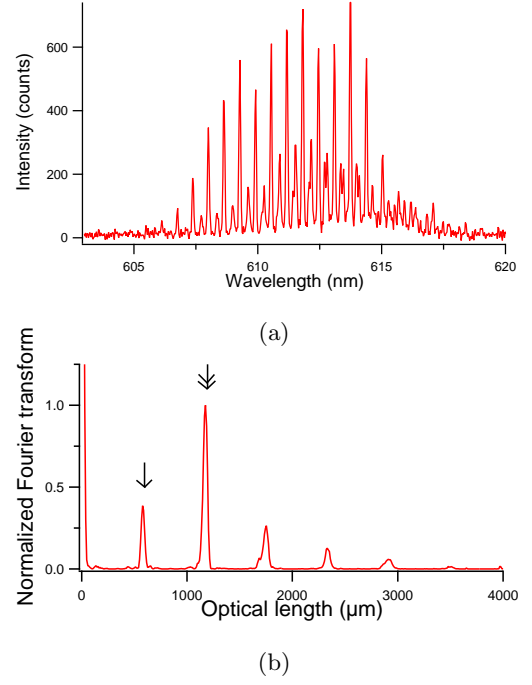 600
400
200
0
Intensity (counts)
605
610
615
620
Wavelength (nm)
(a)
1.0
0.5
0.0
Normalized Fourier transform
0
1000
2000
3000
4000
Optical length (µm)
(b)